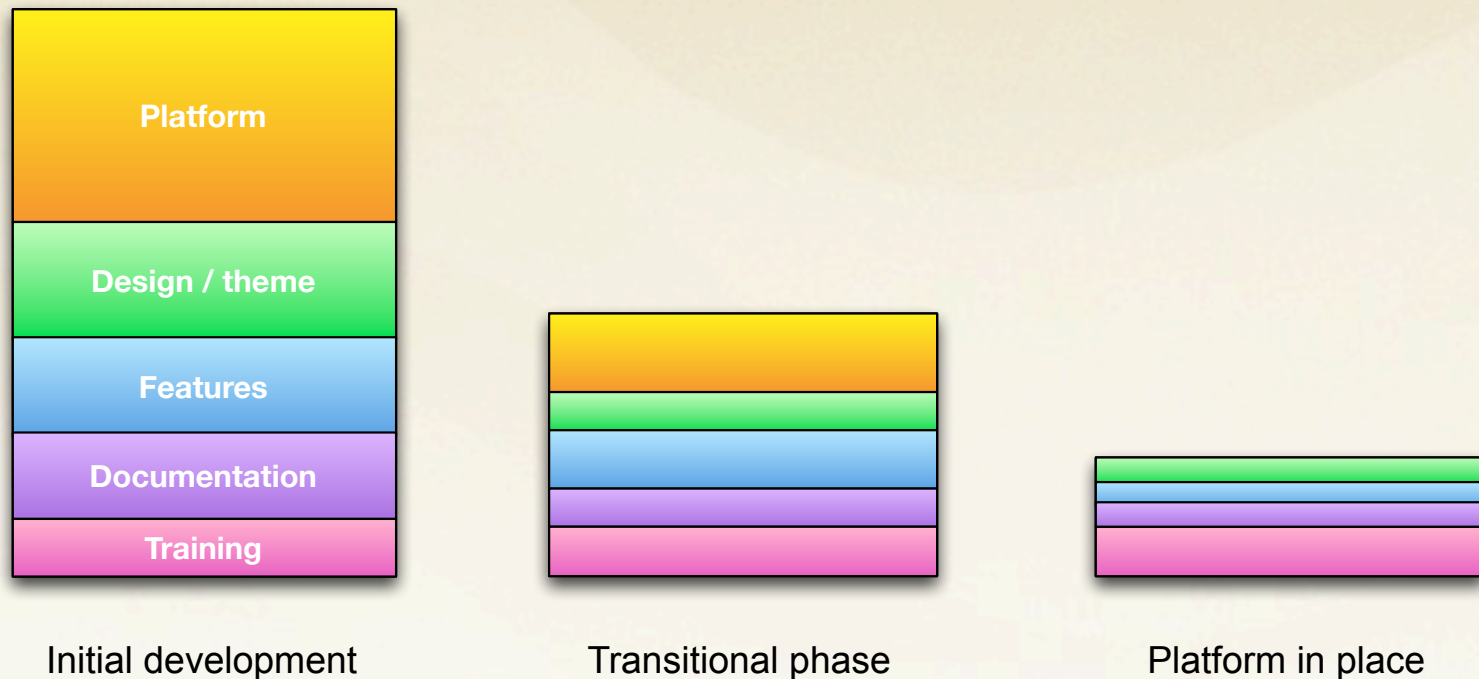 Platform
Design / theme
Features
Documentation
Training
Initial development
Transitional phase
Platform in place